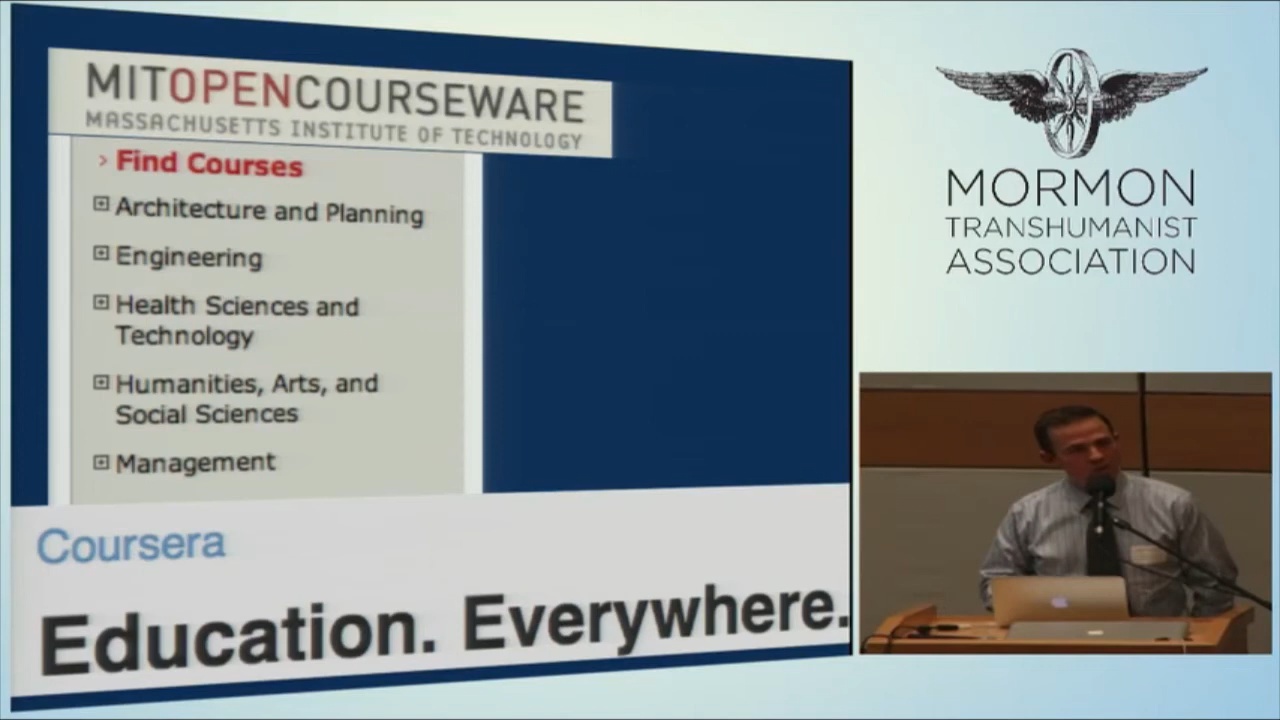 MITOPENCOURSEWARE
MASSACHUSETTS INSTITUTE OF TECHNOLOGY
› Find Courses
Architecture and Planning
Engineering
Health Sciences and
Technology
Humanities, Arts, and
Social Sciences
Management
Coursera
Education. Everywhere.
MORMON
TRANSHUMANIST
ASSOCIATION